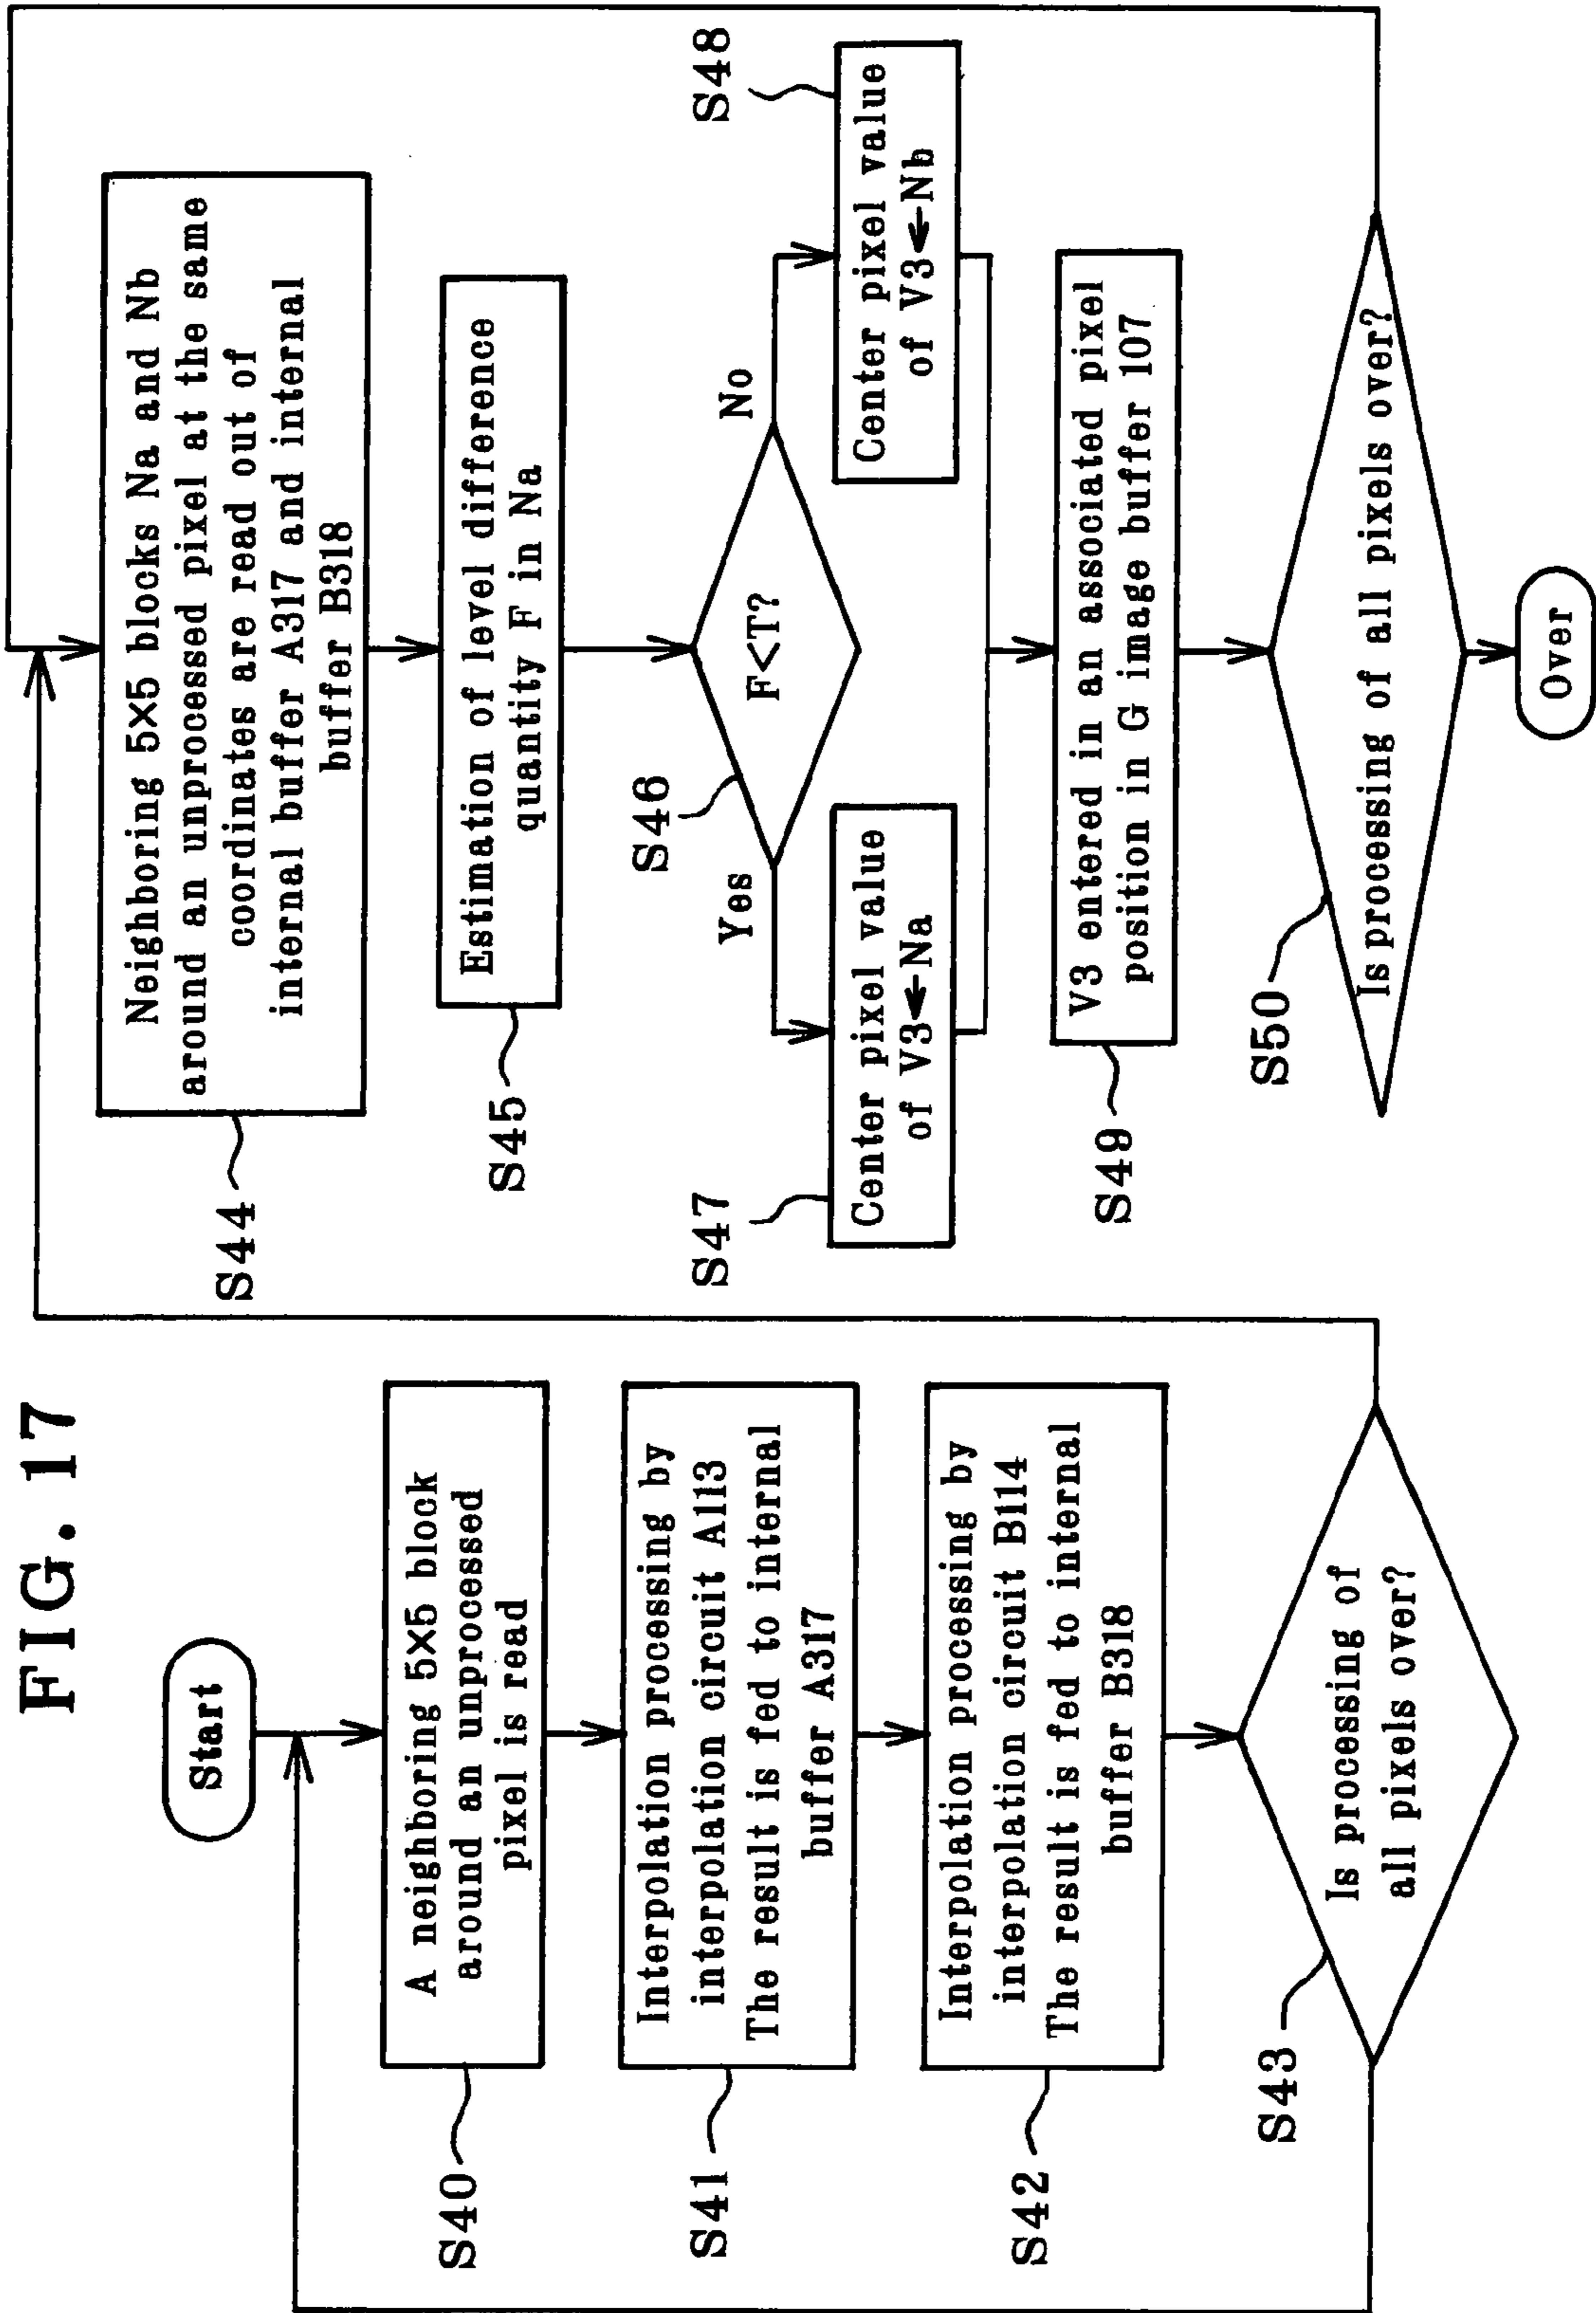 FIG. 17
Start
S40
A neighboring 5×5 block
around an unprocessed
pixel is read
S41
Interpolation processing by
interpolation circuit A113
The result is fed to internal
buffer A317
S42
Interpolation processing by
interpolation circuit B114
The result is fed to internal
buffer B318
S43
Is processing of
all pixels over?
S44
Neighboring 5×5 blocks Na and Nb
around an unprocessed pixel at the same
coordinates are read out of
internal buffer A317 and internal
buffer B318
S45
Estimation of level difference
quantity F in Na
S46
F<T?
Yes
No
S47
Center pixel value
of V3←Na
S48
Center pixel value
of V3←Nb
S49
V3 entered in an associated pixel
position in G image buffer 107
S50
Is processing of all pixels over?
Over